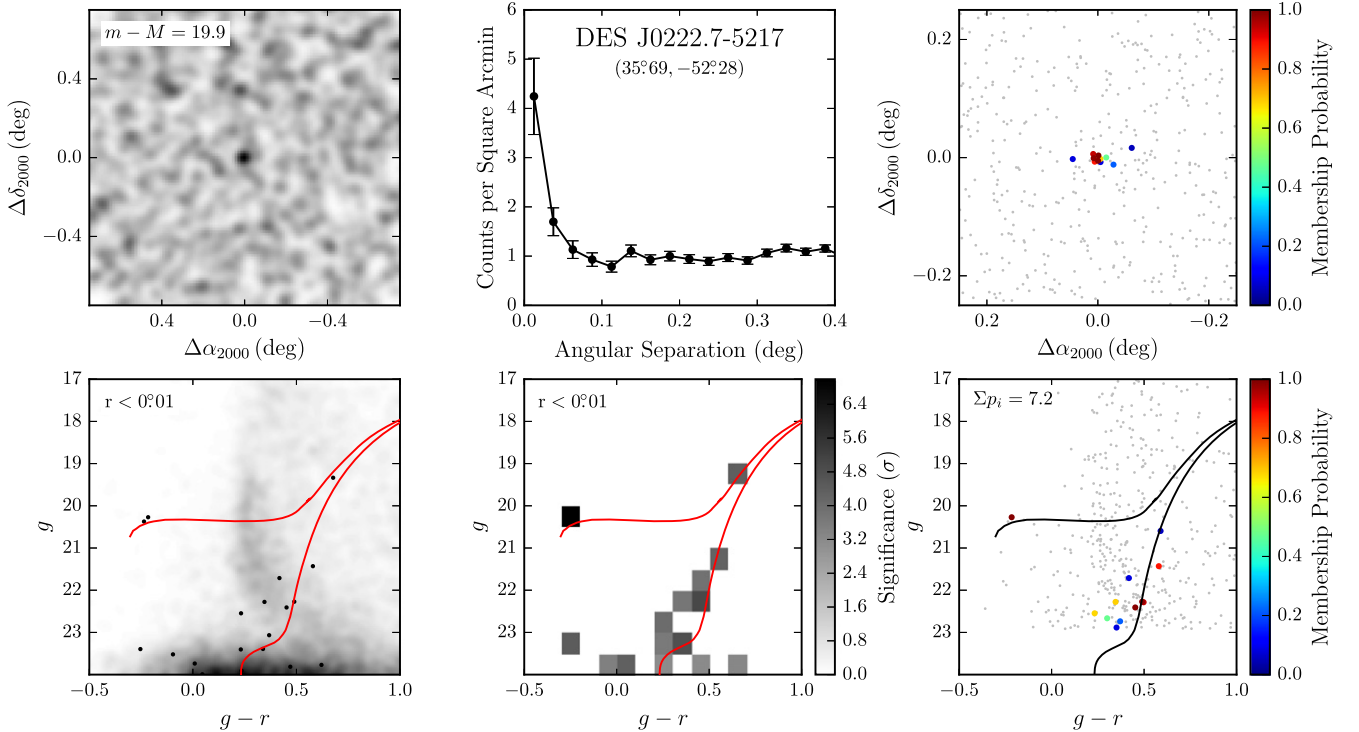 m − M = 19.9
0.4
0.0
−0.4
Δδ2000 (deg)
0.4 0.0 −0.4
Δα2000 (deg)
DES J0222.7-5217
(35°.69, −52°.28)
6
5
4
3
2
1
0
Counts per Square Arcmin
0.0 0.1 0.2 0.3 0.4
Angular Separation (deg)
0.2
0.0
−0.2
Δδ2000 (deg)
0.2 0.0 −0.2
Δα2000 (deg)
1.0
0.8
0.6
0.4
0.2
0.0
Membership Probability
r < 0°.01
17
18
19
20
21
22
23
g
−0.5 0.0 0.5 1.0
g − r
r < 0°.01
17
18
19
20
21
22
23
g
−0.5 0.0 0.5 1.0
g − r
6.4
5.6
4.8
4.0
3.2
2.4
1.6
0.8
0.0
Significance (σ)
Σpi = 7.2
17
18
19
20
21
22
23
g
−0.5 0.0 0.5 1.0
g − r
1.0
0.8
0.6
0.4
0.2
0.0
Membership Probability